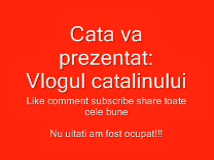 Cata va
prezentat:
Vlogul catalinului
Like comment subscribe share toate
cele bune
Nu uitati am fost ocupat!!!